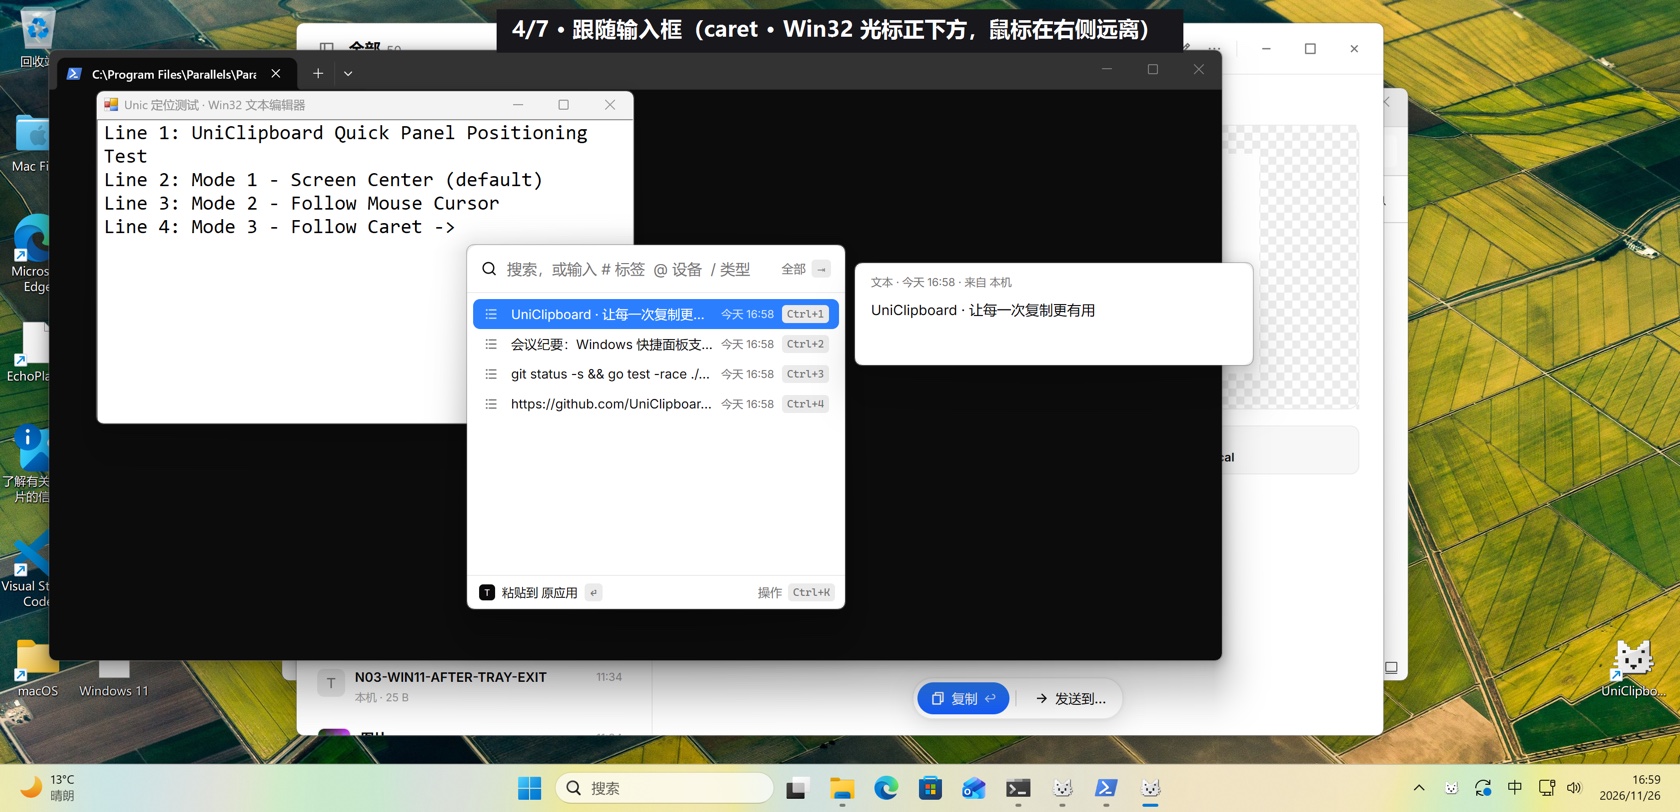 4/7 • 跟随输入框（caret • Win32 光标正下方，鼠标在右侧远离）
全部 50
C:\Program Files\Parallels\Para
Unic 定位测试 · Win32 文本编辑器
Line 1: UniClipboard Quick Panel Positioning
Test
Line 2: Mode 1 - Screen Center (default)
Line 3: Mode 2 - Follow Mouse Cursor
Line 4: Mode 3 - Follow Caret ->
搜索，或输入 # 标签 @ 设备 / 类型
全部
UniClipboard · 让每一次复制更... 今天 16:58 Ctrl+1
会议纪要：Windows 快捷面板支... 今天 16:58 Ctrl+2
git status -s && go test -race ./... 今天 16:58 Ctrl+3
https://github.com/UniClipboar... 今天 16:58 Ctrl+4
T 粘贴到 原应用 ↵
操作 Ctrl+K
文本 · 今天 16:58 · 来自 本机
UniClipboard · 让每一次复制更有用
cal
T N03-WIN11-AFTER-TRAY-EXIT 11:34
本机 · 25 B
复制 ↩
→ 发送到...
回收站
Mac Fi
Micros
Edge
EchoPla
了解有关
片的信
Visual St
Code
macOS
Windows 11
UniClipbo...
13°C
晴朗
搜索
中
16:59
2026/11/26